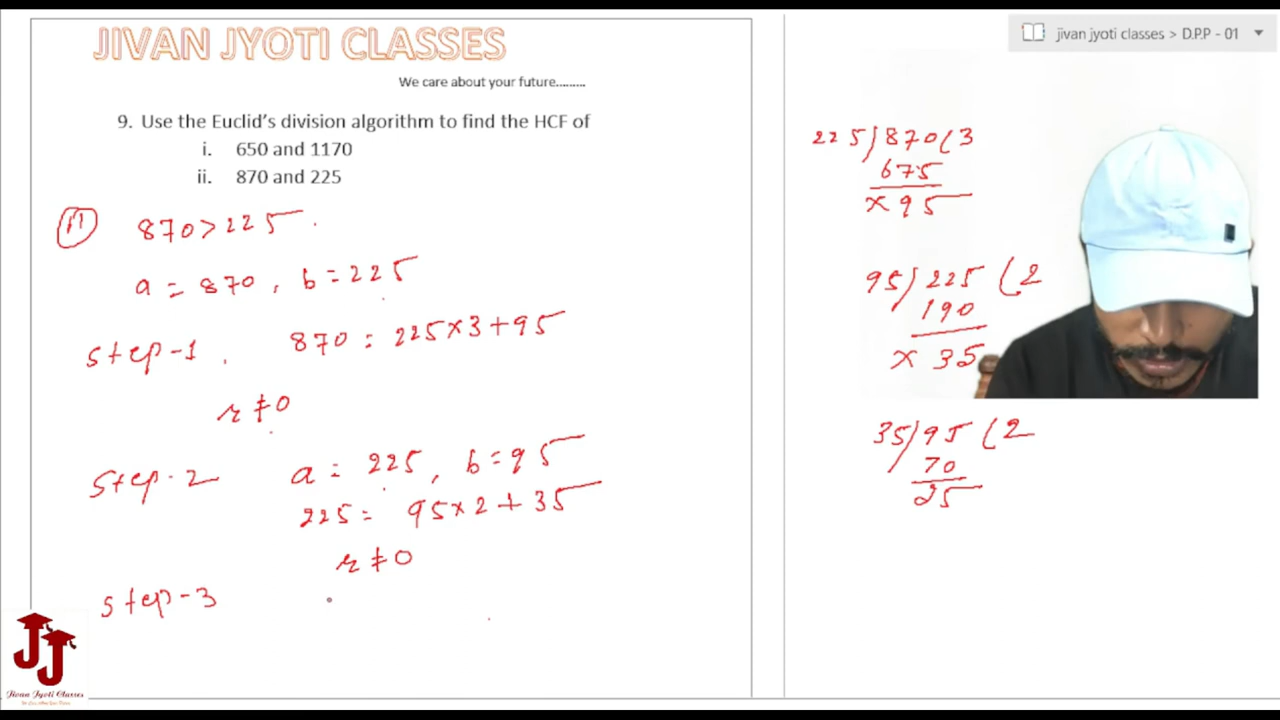 JIVAN JYOTI CLASSES
We care about your future.........
9. Use the Euclid's division algorithm to find the HCF of
i. 650 and 1170
ii. 870 and 225
(ii) 870>225
a = 870, b = 225
Step-1. 870 = 225×3+95
r≠0
Step-2 a = 225, b = 95
225 = 95×2+35
r≠0
Step-3
JJ
Jivan Jyoti Classes
jivan jyoti classes > D.P.P - 01
225)870(3
675
×95
95)225(2
190
×35
35)95(2
70
25